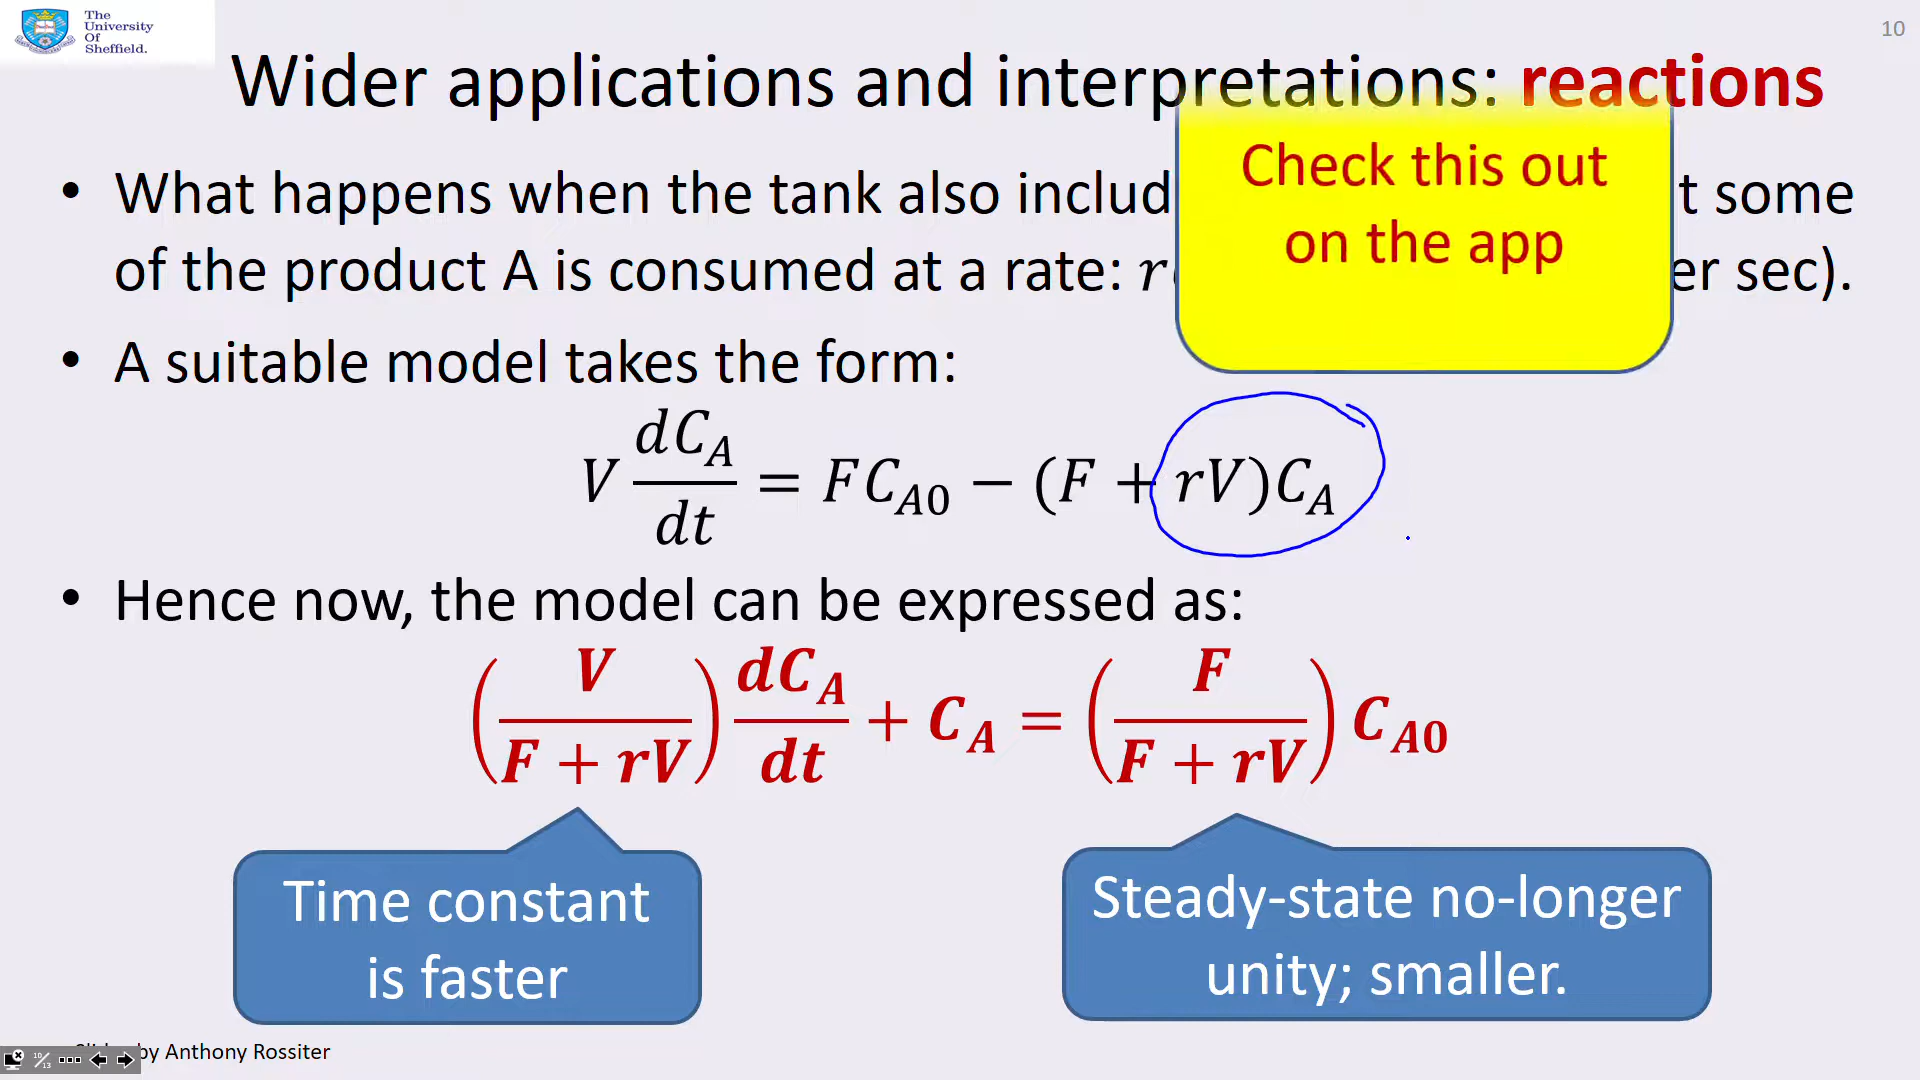 The
University
Of
Sheffield.
10
Wider applications and interpretations: reactions
Check this out
on the app
• What happens when the tank also includ t some
of the product A is consumed at a rate: r er sec).
• A suitable model takes the form:
V dC_A/dt = FC_A0 − (F + rV)C_A
• Hence now, the model can be expressed as:
(V/(F + rV)) dC_A/dt + C_A = (F/(F + rV)) C_A0
Time constant
is faster
Steady-state no-longer
unity; smaller.
by Anthony Rossiter
10/13